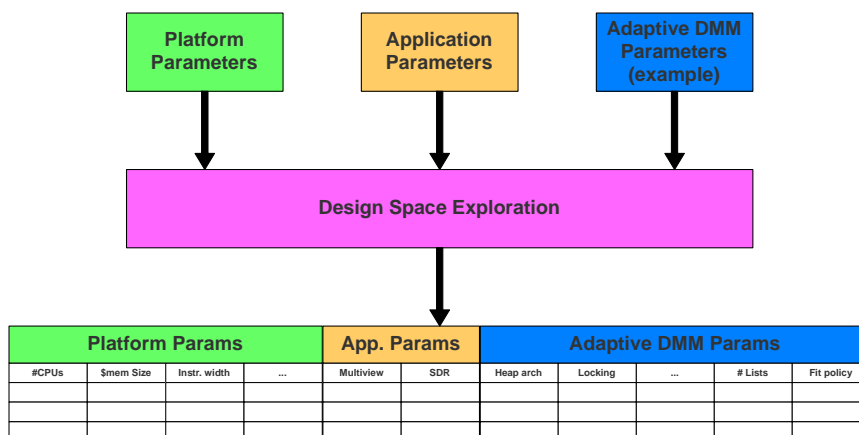 Platform
Parameters
Application
Parameters
Adaptive DMM
Parameters
(example)
Design Space Exploration
Platform Params App. Params Adaptive DMM Params
#CPUs $mem Size Instr. width ... Multiview SDR Heap arch Locking ... # Lists Fit policy